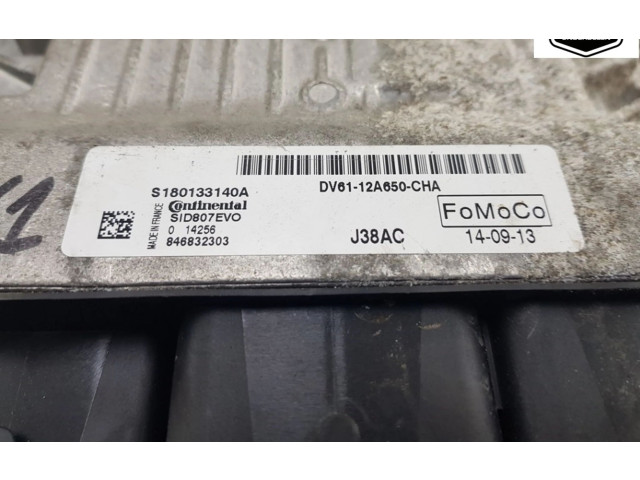 S180133140A
Continental
SID807EVO
0 14256
846832303
MADE IN FRANCE
DV61-12A650-CHA
FoMoCo
J38AC
14-09-13